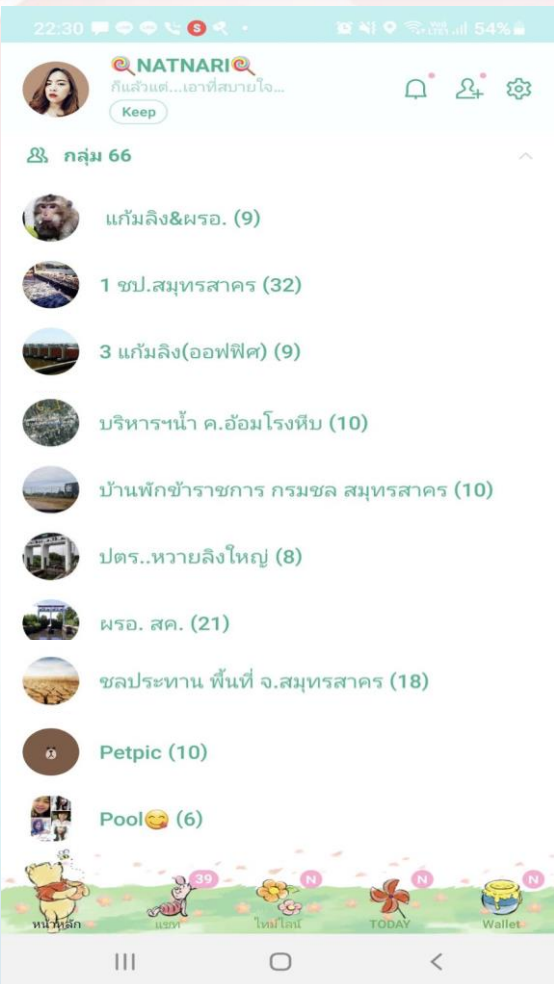 22:30
54%
NATNARI
ก็แล้วแต่...เอาที่สบายใจ...
Keep
กลุ่ม 66
แก้มลิง&ผรอ. (9)
1 ชป.สมุทรสาคร (32)
3 แก้มลิง(ออฟฟิศ) (9)
บริหารฯน้ำ ค.อ้อมโรงหีบ (10)
บ้านพักข้าราชการ กรมชล สมุทรสาคร (10)
ปตร..หวายลิงใหญ่ (8)
ผรอ. สค. (21)
ชลประทาน พื้นที่ จ.สมุทรสาคร (18)
Petpic (10)
Pool😋 (6)
39 N N N
หน้าหลัก แชท ไทม์ไลน์ TODAY Wallet